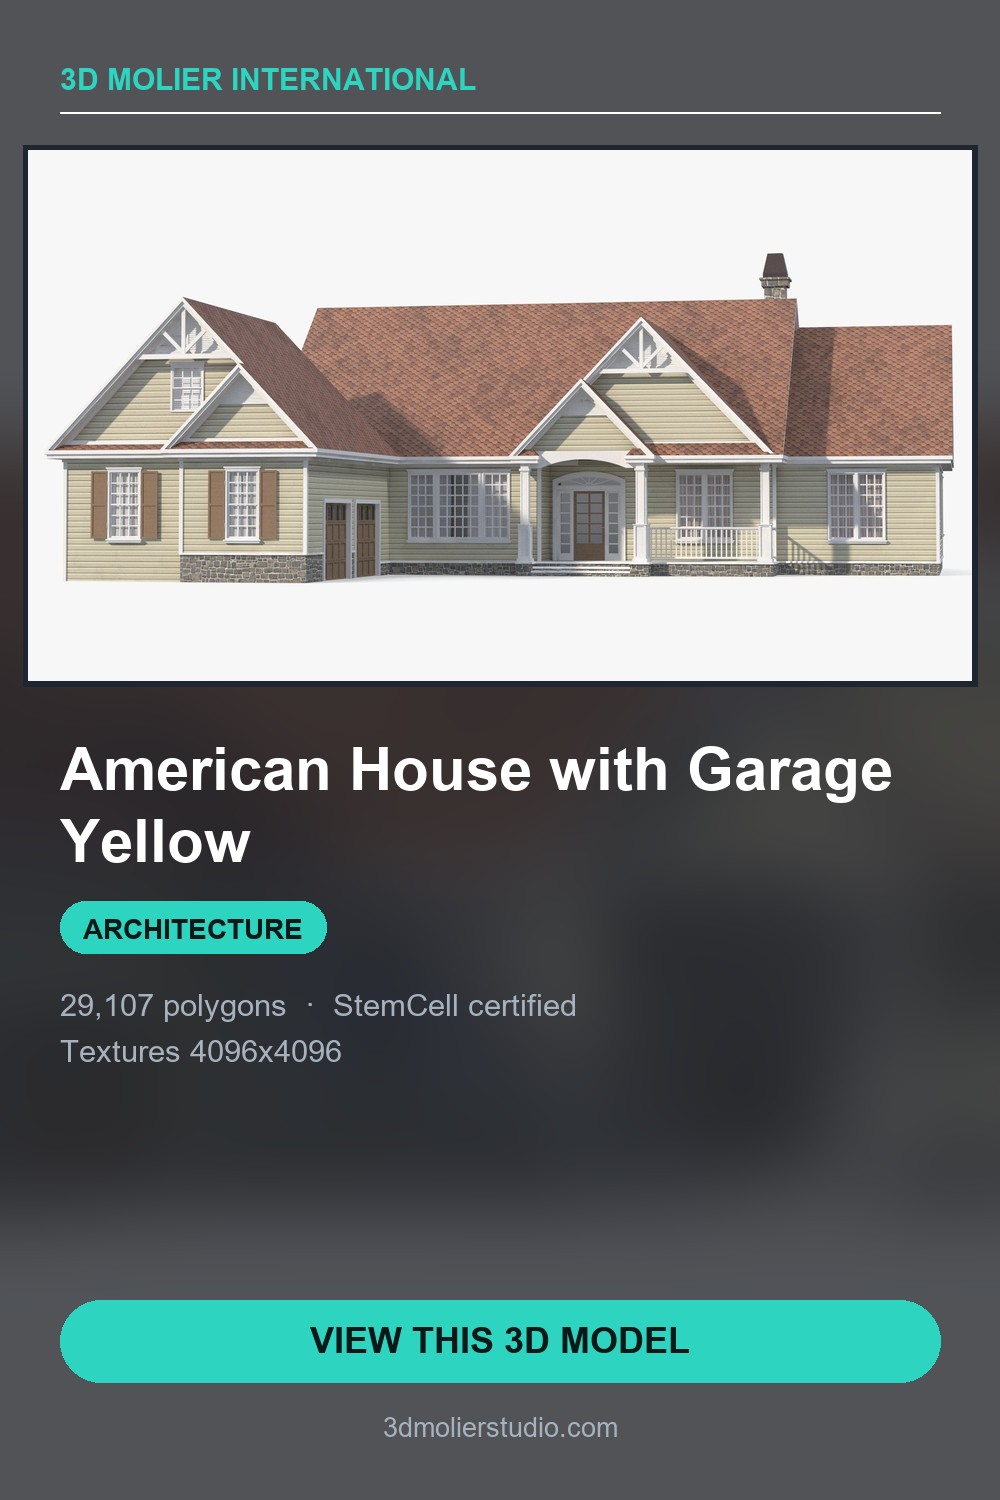 3D MOLIER INTERNATIONAL
American House with Garage
Yellow
ARCHITECTURE
29,107 polygons · StemCell certified
Textures 4096x4096
VIEW THIS 3D MODEL
3dmolierstudio.com